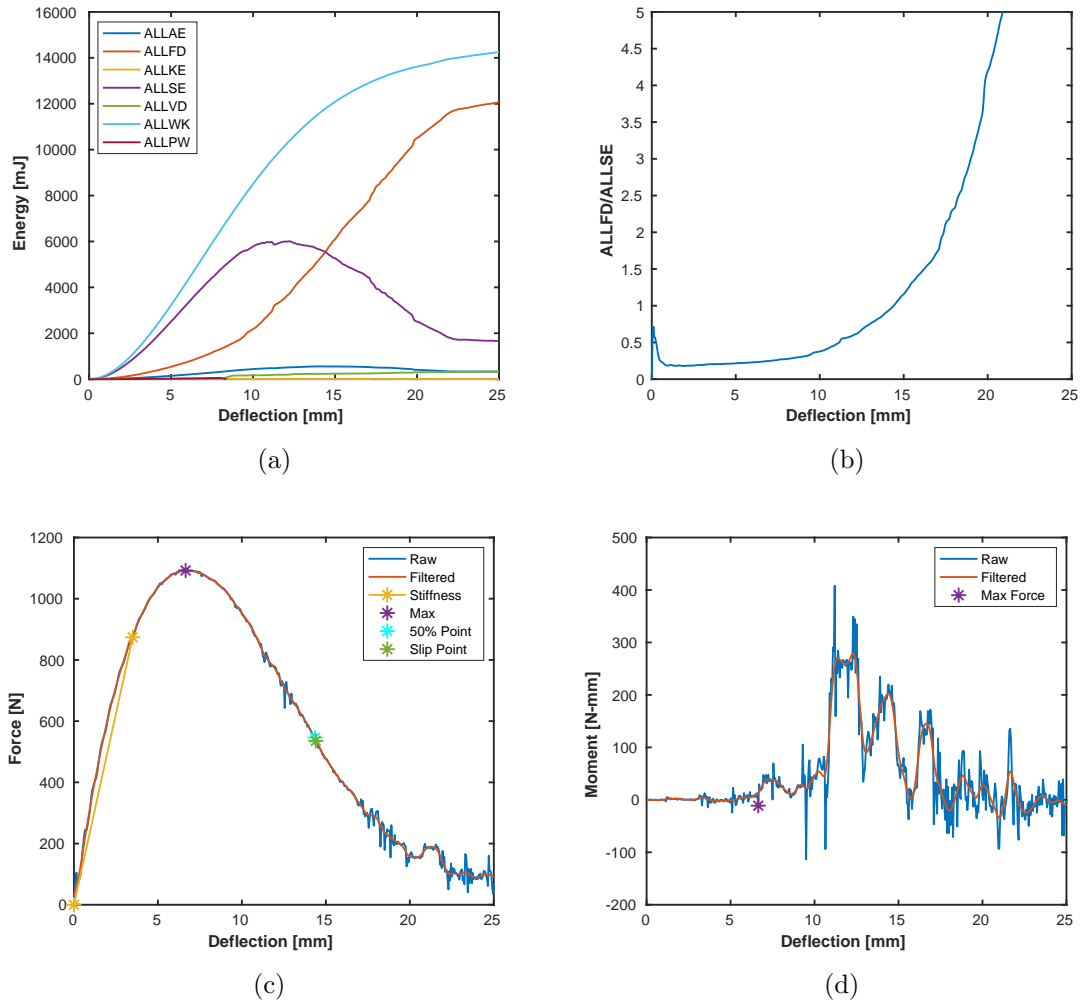 16000
14000
12000
10000
8000
6000
4000
2000
0
Energy [mJ]
ALLAE
ALLFD
ALLKE
ALLSE
ALLVD
ALLWK
ALLPW
0 5 10 15 20 25
Deflection [mm]
(a)
5
4.5
4
3.5
3
2.5
2
1.5
1
0.5
0
ALLFD/ALLSE
0 5 10 15 20 25
Deflection [mm]
(b)
1200
1000
800
600
400
200
0
Force [N]
Raw
Filtered
Stiffness
Max
50% Point
Slip Point
0 5 10 15 20 25
Deflection [mm]
(c)
500
400
300
200
100
0
-100
-200
Moment [N-mm]
Raw
Filtered
Max Force
0 5 10 15 20 25
Deflection [mm]
(d)